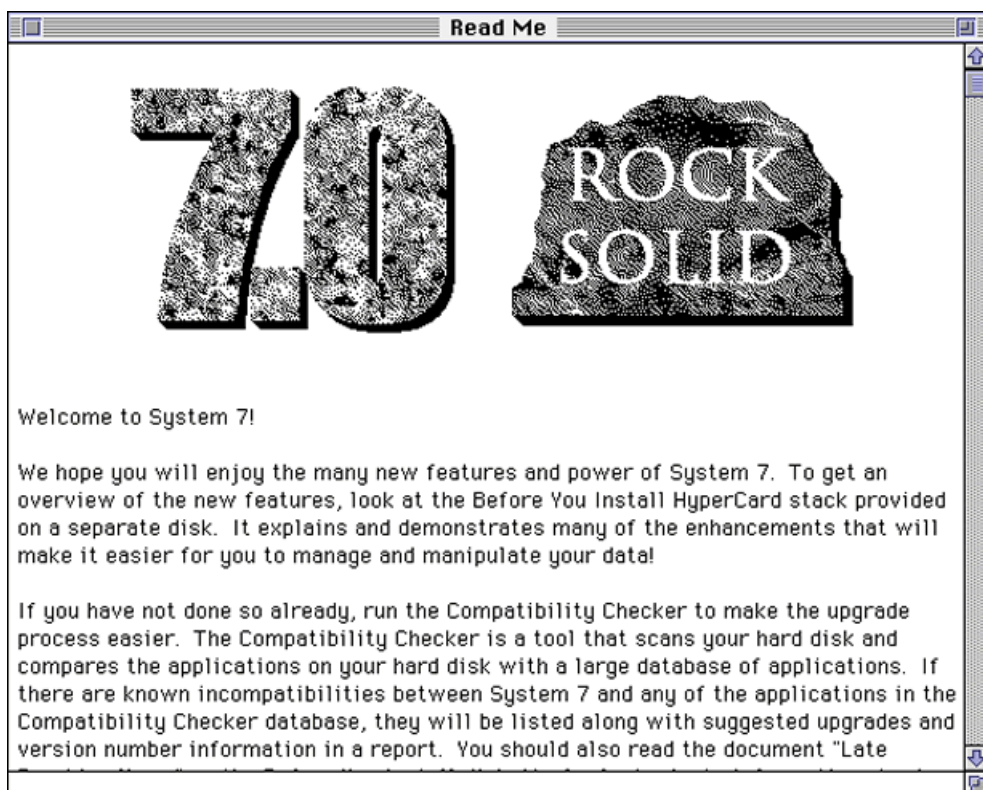 Read Me
7.0
ROCK
SOLID
Welcome to System 7!
We hope you will enjoy the many new features and power of System 7.  To get an
overview of the new features, look at the Before You Install HyperCard stack provided
on a separate disk.  It explains and demonstrates many of the enhancements that will
make it easier for you to manage and manipulate your data!
If you have not done so already, run the Compatibility Checker to make the upgrade
process easier.  The Compatibility Checker is a tool that scans your hard disk and
compares the applications on your hard disk with a large database of applications.  If
there are known incompatibilities between System 7 and any of the applications in the
Compatibility Checker database, they will be listed along with suggested upgrades and
version number information in a report.  You should also read the document "Late